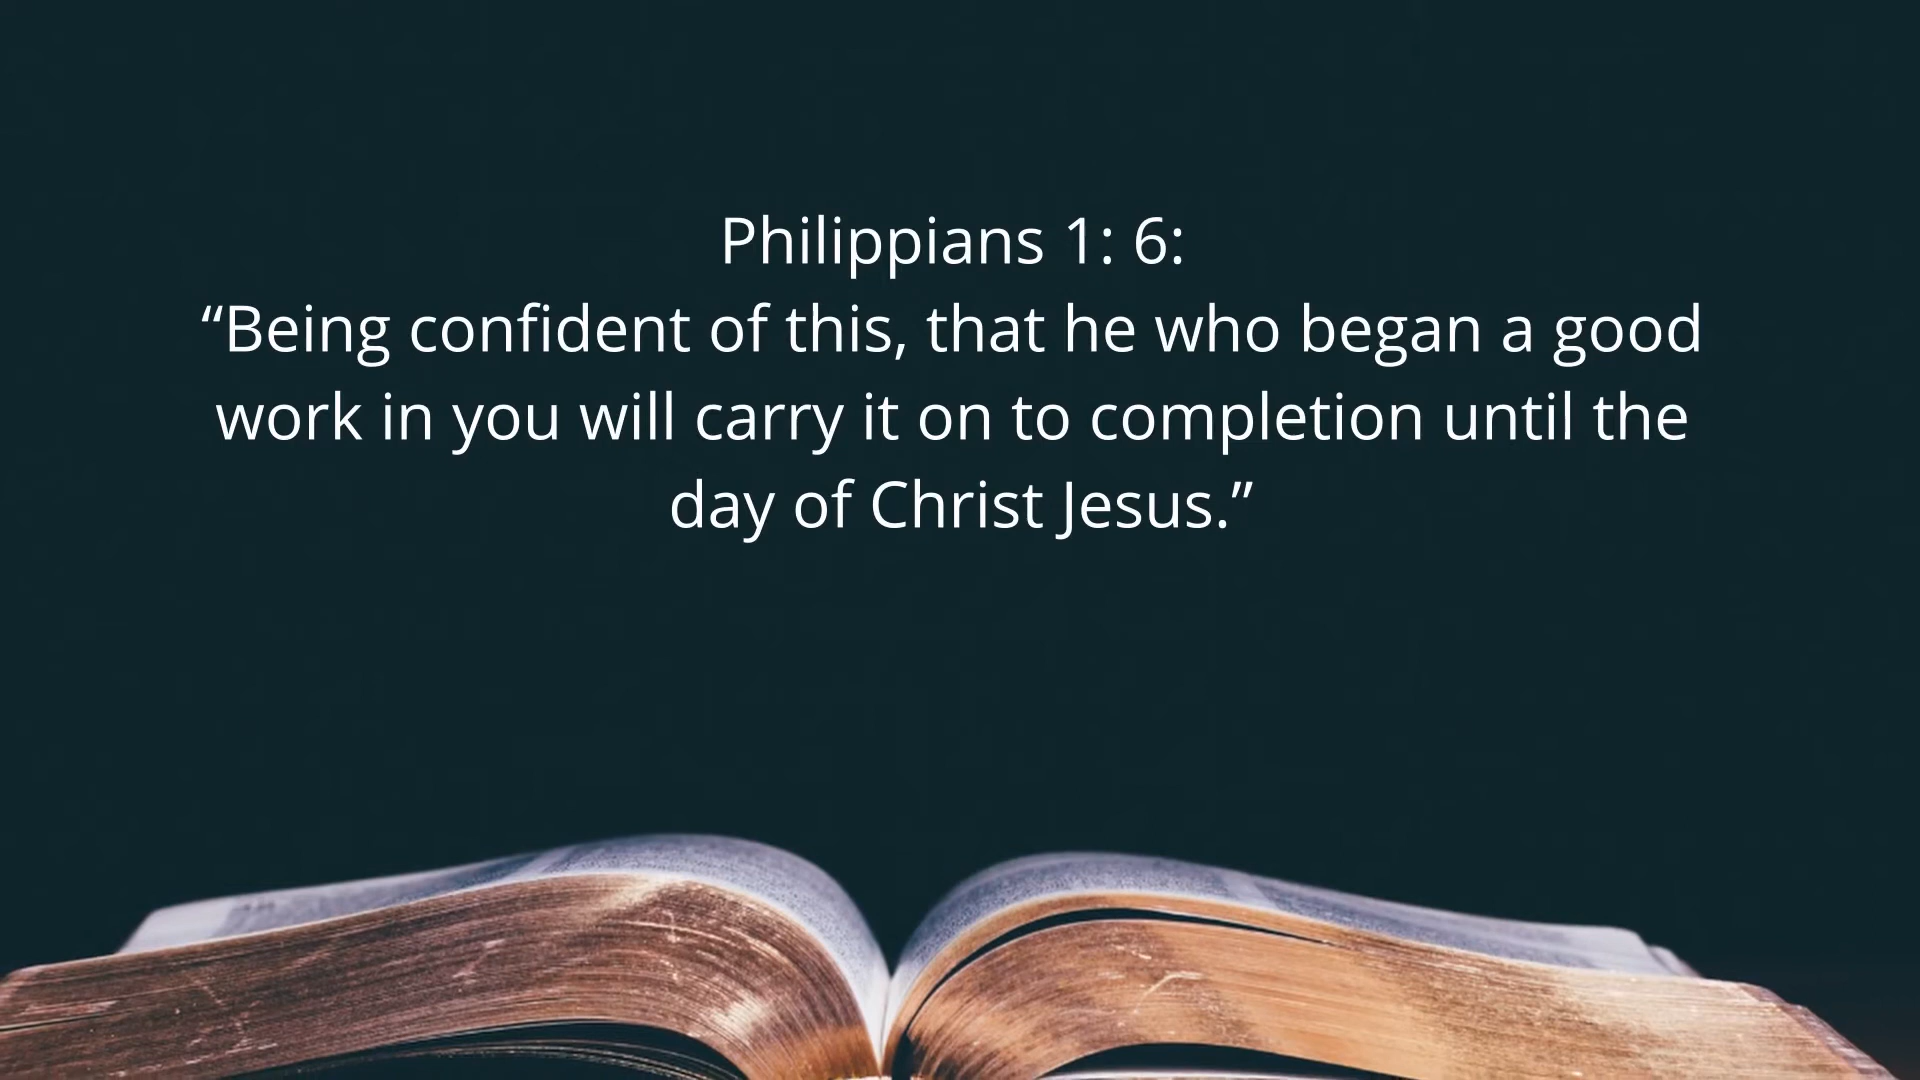 Philippians 1: 6:
“Being confident of this, that he who began a good
work in you will carry it on to completion until the
day of Christ Jesus.”